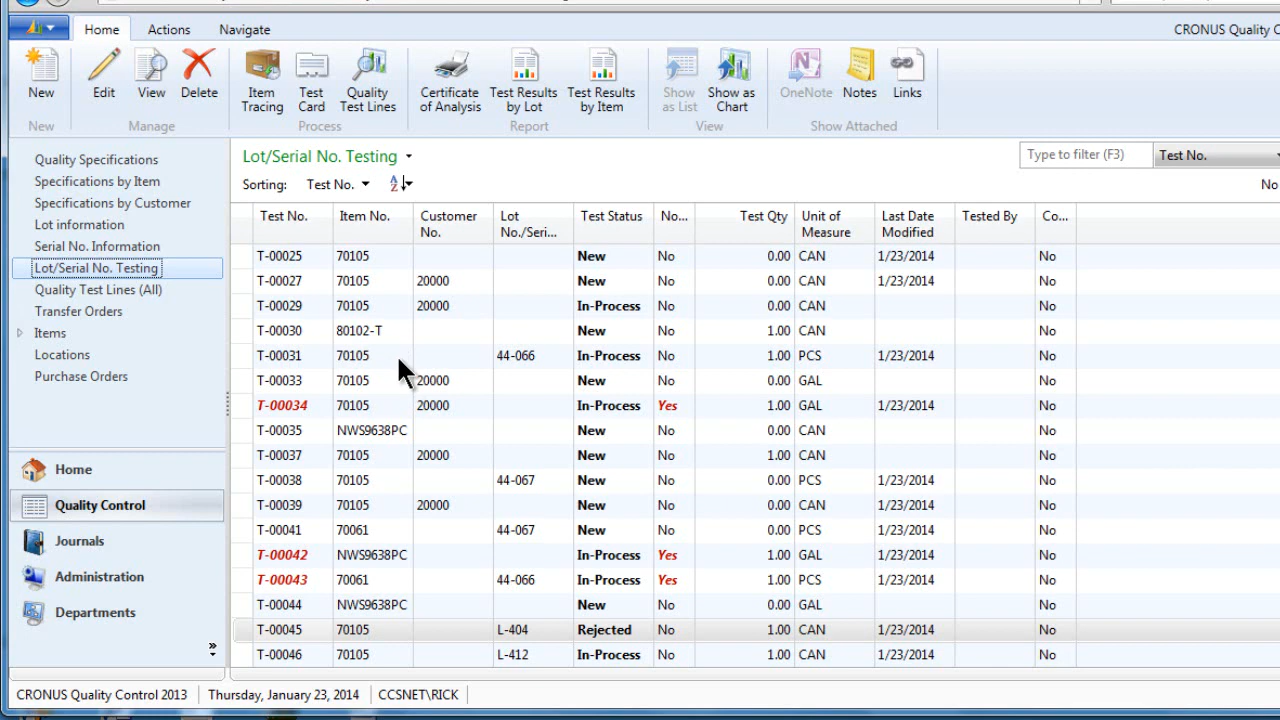 Home Actions Navigate CRONUS Quality Co
New Edit View Delete Item Tracing Test Card Quality Test Lines Certificate of Analysis Test Results by Lot Test Results by Item Show as List Show as Chart OneNote Notes Links
New Manage Process Report View Show Attached
Quality Specifications
Specifications by Item
Specifications by Customer
Lot information
Serial No. Information
Lot/Serial No. Testing
Quality Test Lines (All)
Transfer Orders
Items
Locations
Purchase Orders
Home
Quality Control
Journals
Administration
Departments
Lot/Serial No. Testing Type to filter (F3) Test No.
Sorting: Test No. No
Test No. Item No. Customer No. Lot No./Seri... Test Status No... Test Qty Unit of Measure Last Date Modified Tested By Co...
T-00025 70105 New No 0.00 CAN 1/23/2014 No
T-00027 70105 20000 New No 0.00 CAN 1/23/2014 No
T-00029 70105 20000 In-Process No 0.00 CAN No
T-00030 80102-T New No 1.00 CAN No
T-00031 70105 44-066 In-Process No 1.00 PCS 1/23/2014 No
T-00033 70105 20000 New No 0.00 GAL No
T-00034 70105 20000 In-Process Yes 1.00 GAL 1/23/2014 No
T-00035 NWS9638PC New No 0.00 CAN No
T-00037 70105 20000 New No 1.00 CAN No
T-00038 70105 44-067 New No 0.00 PCS 1/23/2014 No
T-00039 70105 20000 New No 0.00 CAN 1/23/2014 No
T-00041 70061 44-067 New No 0.00 PCS 1/23/2014 No
T-00042 NWS9638PC In-Process Yes 1.00 GAL 1/23/2014 No
T-00043 70061 44-066 In-Process Yes 1.00 PCS 1/23/2014 No
T-00044 NWS9638PC New No 0.00 GAL No
T-00045 70105 L-404 Rejected No 1.00 CAN 1/23/2014 No
T-00046 70105 L-412 In-Process No 1.00 CAN 1/23/2014 No
CRONUS Quality Control 2013 Thursday, January 23, 2014 CCSNET\RICK